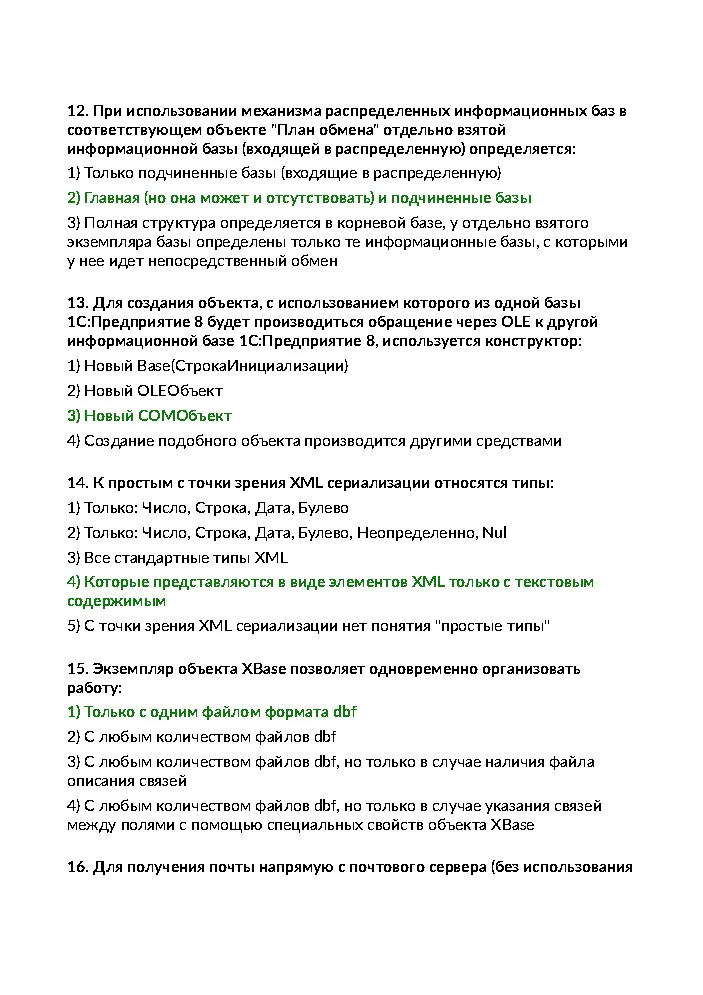 12. При использовании механизма распределенных информационных баз в
соответствующем объекте "План обмена" отдельно взятой
информационной базы (входящей в распределенную) определяется:
1) Только подчиненные базы (входящие в распределенную)
2) Главная (но она может и отсутствовать) и подчиненные базы
3) Полная структура определяется в корневой базе, у отдельно взятого
экземпляра базы определены только те информационные базы, с которыми
у нее идет непосредственный обмен
13. Для создания объекта, с использованием которого из одной базы
1С:Предприятие 8 будет производиться обращение через OLE к другой
информационной базе 1С:Предприятие 8, используется конструктор:
1) Новый Base(СтрокаИнициализации)
2) Новый OLEОбъект
3) Новый COMОбъект
4) Создание подобного объекта производится другими средствами
14. К простым с точки зрения XML сериализации относятся типы:
1) Только: Число, Строка, Дата, Булево
2) Только: Число, Строка, Дата, Булево, Неопределенно, Nul
3) Все стандартные типы XML
4) Которые представляются в виде элементов XML только с текстовым
содержимым
5) С точки зрения XML сериализации нет понятия "простые типы"
15. Экземпляр объекта XBase позволяет одновременно организовать
работу:
1) Только с одним файлом формата dbf
2) С любым количеством файлов dbf
3) С любым количеством файлов dbf, но только в случае наличия файла
описания связей
4) С любым количеством файлов dbf, но только в случае указания связей
между полями с помощью специальных свойств объекта XBase
16. Для получения почты напрямую с почтового сервера (без использования